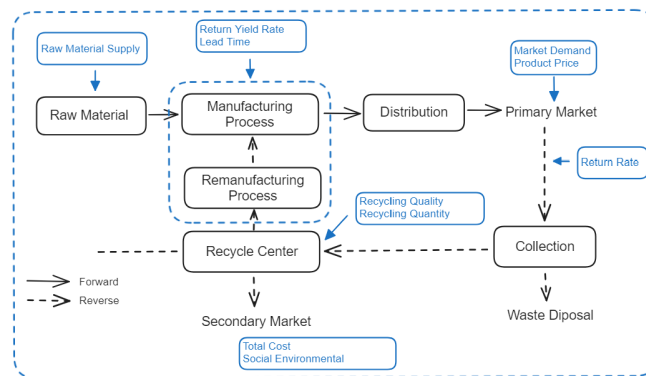 Return Yield Rate
Lead Time
Raw Material Supply
Market Demand
Product Price
Raw Material
Manufacturing
Process
Distribution
Primary Market
Return Rate
Remanufacturing
Process
Recycling Quality
Recycling Quantity
Recycle Center
Collection
Forward
Reverse
Secondary Market
Waste Diposal
Total Cost
Social Environmental